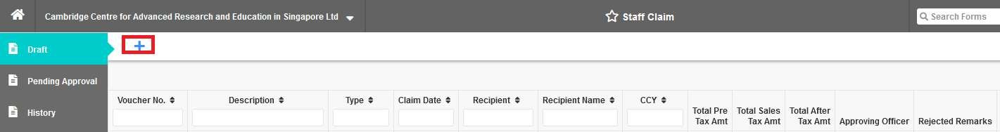 Cambridge Centre for Advanced Research and Education in Singapore Ltd
Staff Claim
Search Forms
Draft
Pending Approval
History
Voucher No.
Description
Type
Claim Date
Recipient
Recipient Name
CCY
Total Pre
Tax Amt
Total Sales
Tax Amt
Total After
Tax Amt
Approving Officer
Rejected Remarks